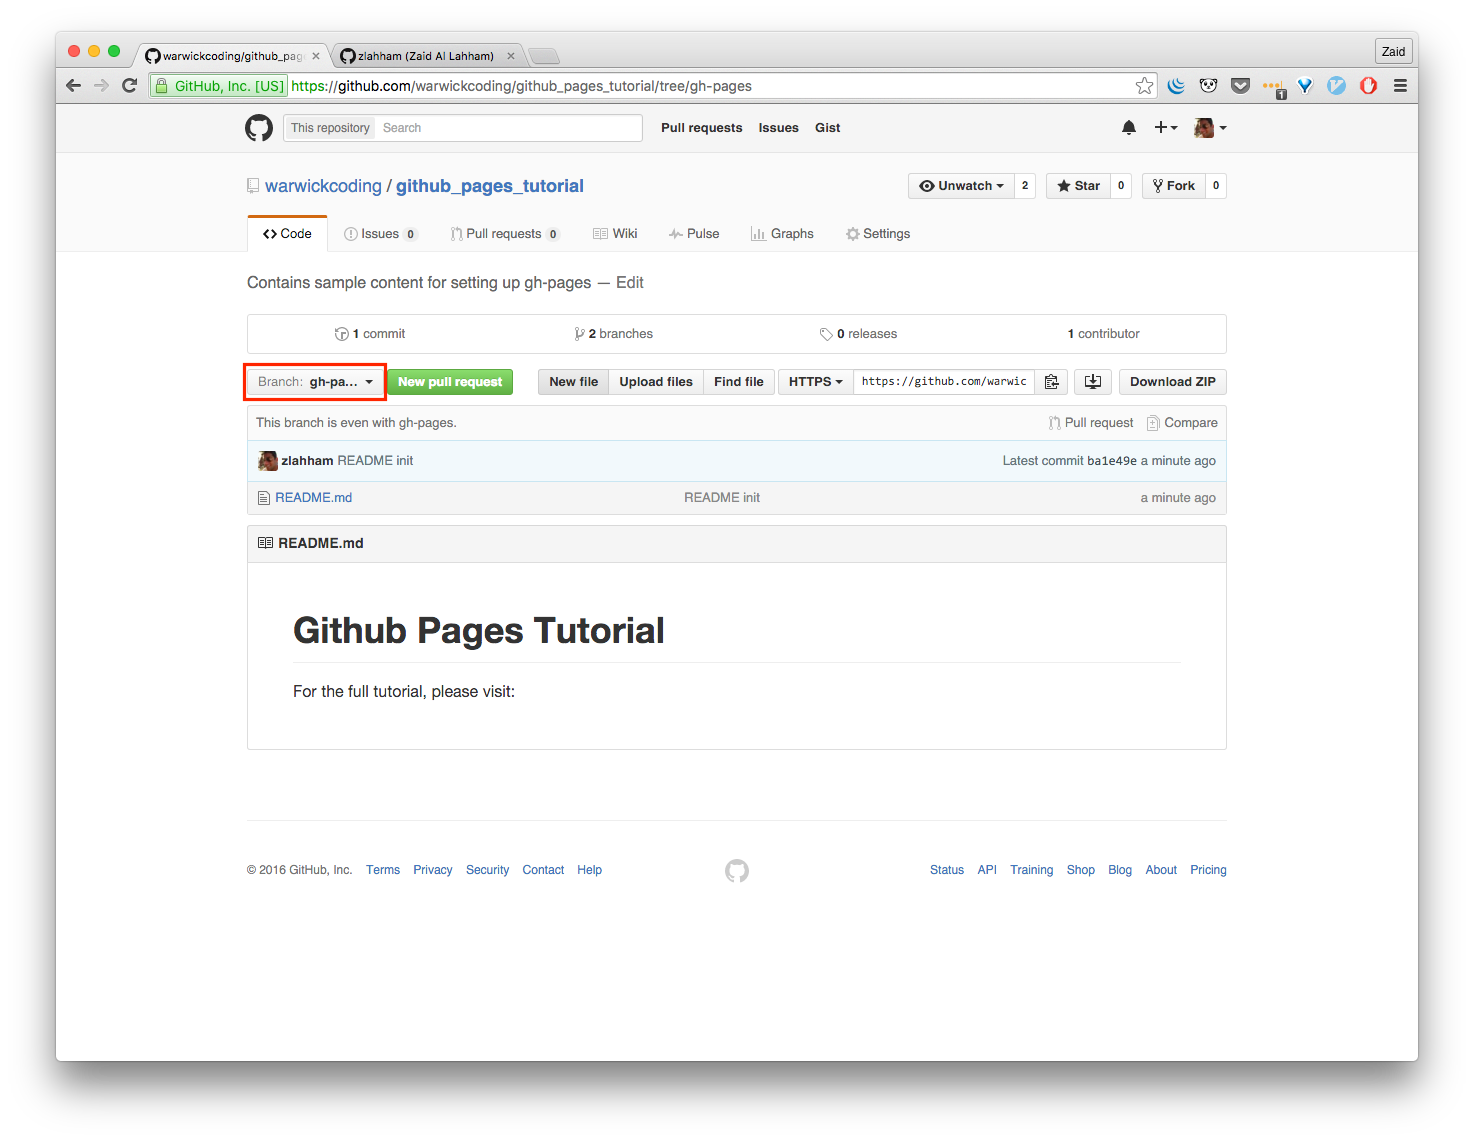 warwickcoding/github_page
zlahham (Zaid Al Lahham)
Zaid
GitHub, Inc. [US] https://github.com/warwickcoding/github_pages_tutorial/tree/gh-pages
1
This repository Search Pull requests Issues Gist
warwickcoding / github_pages_tutorial
Unwatch 2 Star 0 Fork 0
Code Issues 0 Pull requests 0 Wiki Pulse Graphs Settings
Contains sample content for setting up gh-pages — Edit
1 commit 2 branches 0 releases 1 contributor
Branch: gh-pa... New pull request New file Upload files Find file HTTPS https://github.com/warwic Download ZIP
This branch is even with gh-pages. Pull request Compare
zlahham README init Latest commit ba1e49e a minute ago
README.md README init a minute ago
README.md
Github Pages Tutorial
For the full tutorial, please visit:
© 2016 GitHub, Inc. Terms Privacy Security Contact Help Status API Training Shop Blog About Pricing